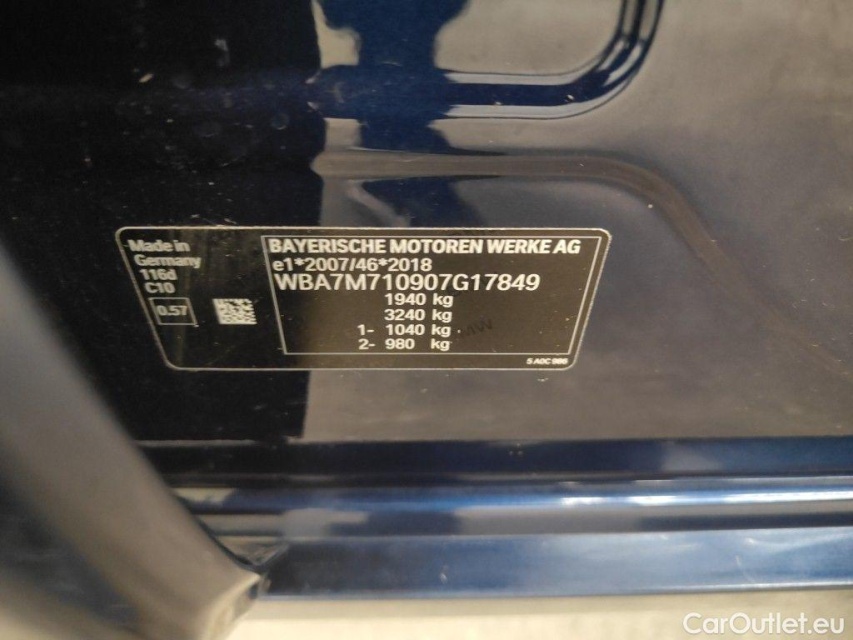 Made in
Germany
116d
C10
0.57
BAYERISCHE MOTOREN WERKE AG
e1*2007/46*2018
WBA7M710907G17849
1940 kg
3240 kg
1- 1040 kg
2- 980 kg
5 A0C 986
CarOutlet.eu